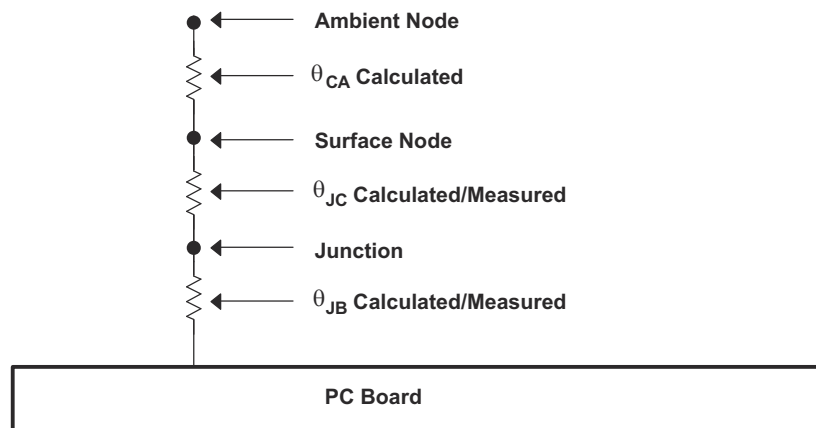 Ambient Node
θCA Calculated
Surface Node
θJC Calculated/Measured
Junction
θJB Calculated/Measured
PC Board